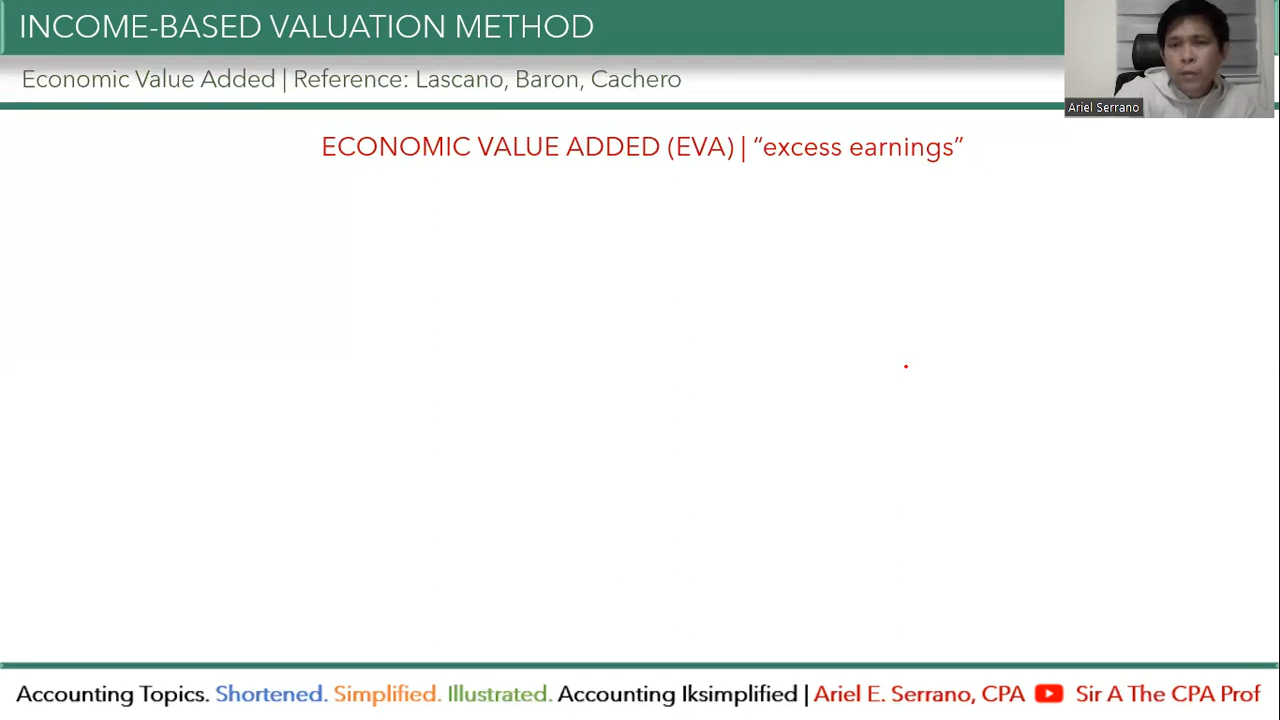 INCOME-BASED VALUATION METHOD
Economic Value Added | Reference: Lascano, Baron, Cachero
Ariel Serrano
ECONOMIC VALUE ADDED (EVA) | “excess earnings”
Accounting Topics. Shortened. Simplified. Illustrated. Accounting Iksimplified | Ariel E. Serrano, CPA Sir A The CPA Prof